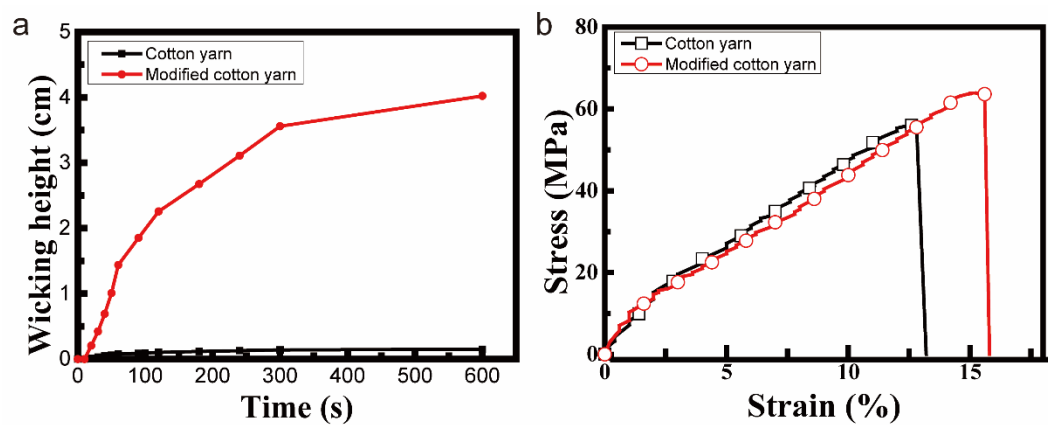 a
Cotton yarn
Modified cotton yarn
Wicking height (cm)
5
4
3
2
1
0
0 100 200 300 400 500 600
Time (s)
b
Cotton yarn
Modified cotton yarn
Stress (MPa)
80
60
40
20
0
0 5 10 15
Strain (%)